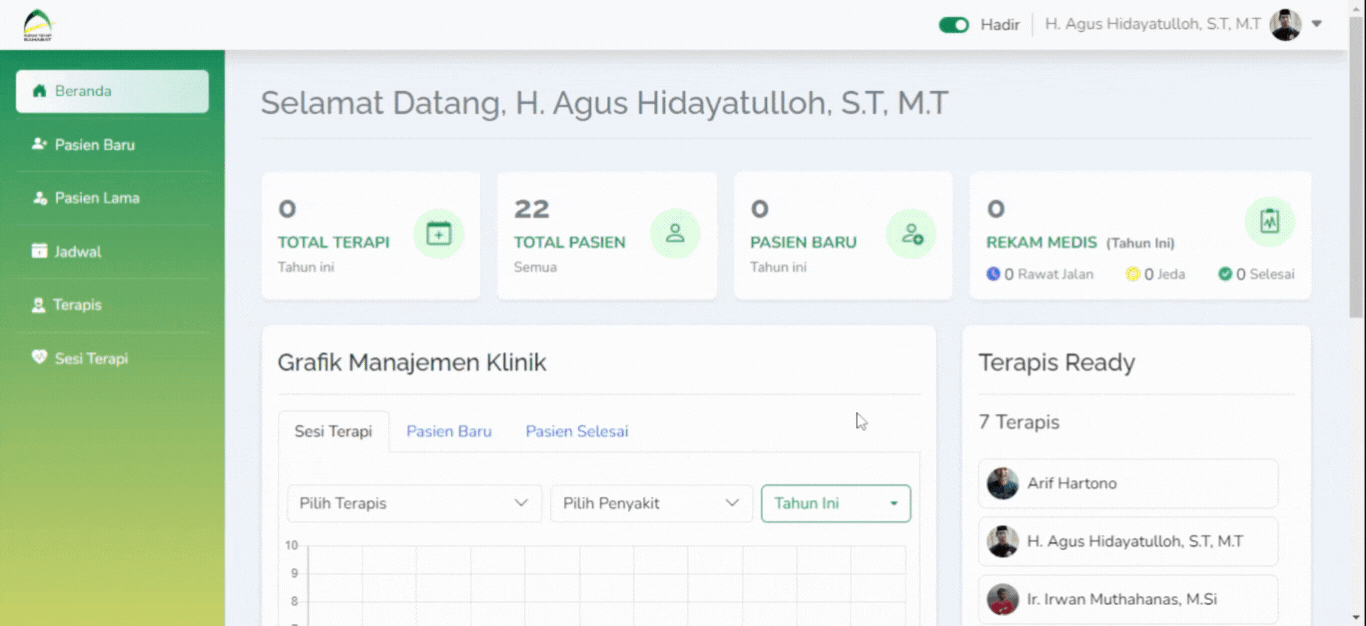 Hadir
H. Agus Hidayatulloh, S.T, M.T
Beranda
Pasien Baru
Pasien Lama
Jadwal
Terapis
Sesi Terapi
Selamat Datang, H. Agus Hidayatulloh, S.T, M.T
0
TOTAL TERAPI
Tahun ini
22
TOTAL PASIEN
Semua
0
PASIEN BARU
Tahun ini
0
REKAM MEDIS (Tahun Ini)
0 Rawat Jalan 0 Jeda 0 Selesai
Grafik Manajemen Klinik
Sesi Terapi Pasien Baru Pasien Selesai
Pilih Terapis Pilih Penyakit Tahun Ini
10
9
8
Terapis Ready
7 Terapis
Arif Hartono
H. Agus Hidayatulloh, S.T, M.T
Ir. Irwan Muthahanas, M.Si